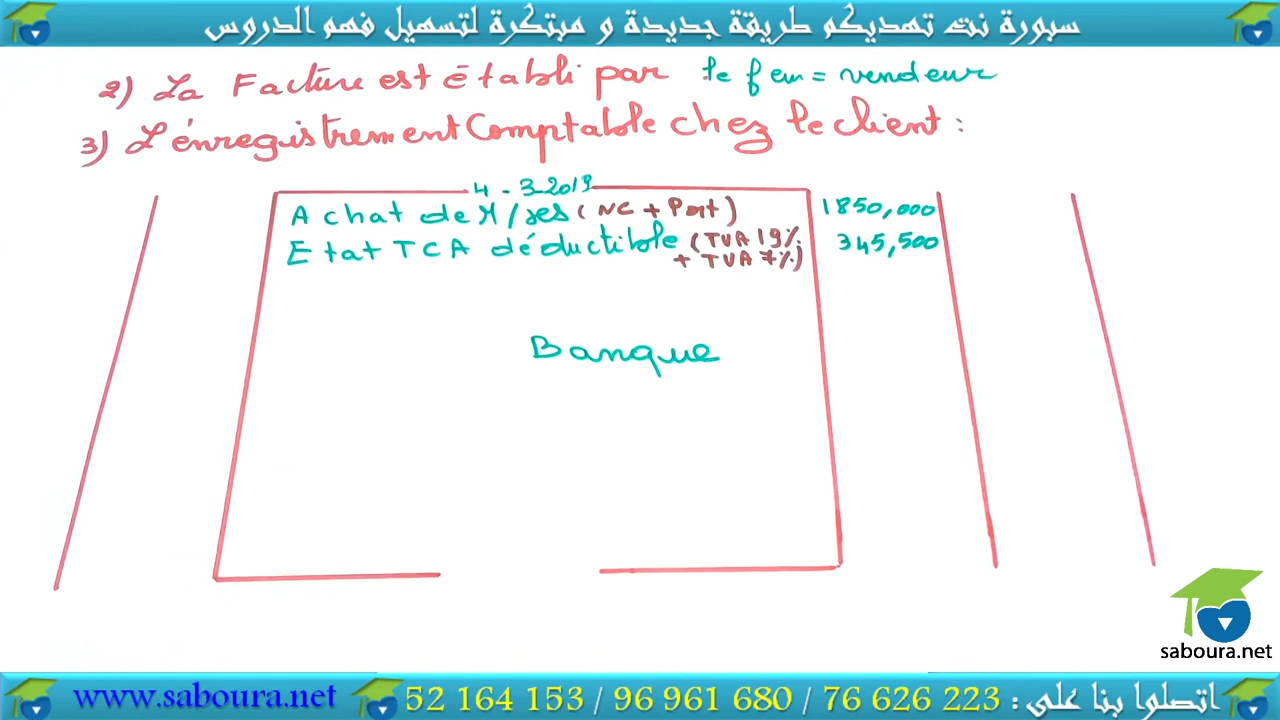 سبورة نت تهديكم طريقة جديدة و مبتكرة لتسهيل فهم الدروس
2) La Facture est établi par le feur = vendeur
3) L'énregistrement Comptable chez le client :
4-3-2019
Achat de M/ses (NC + Port) 1850,000
Etat TCA déductible (TVA 19% 345,500
+ TVA 7%)
Banque
saboura.net
www.saboura.net 52 164 153 / 96 961 680 / 76 626 223 اتصلوا بنا على :